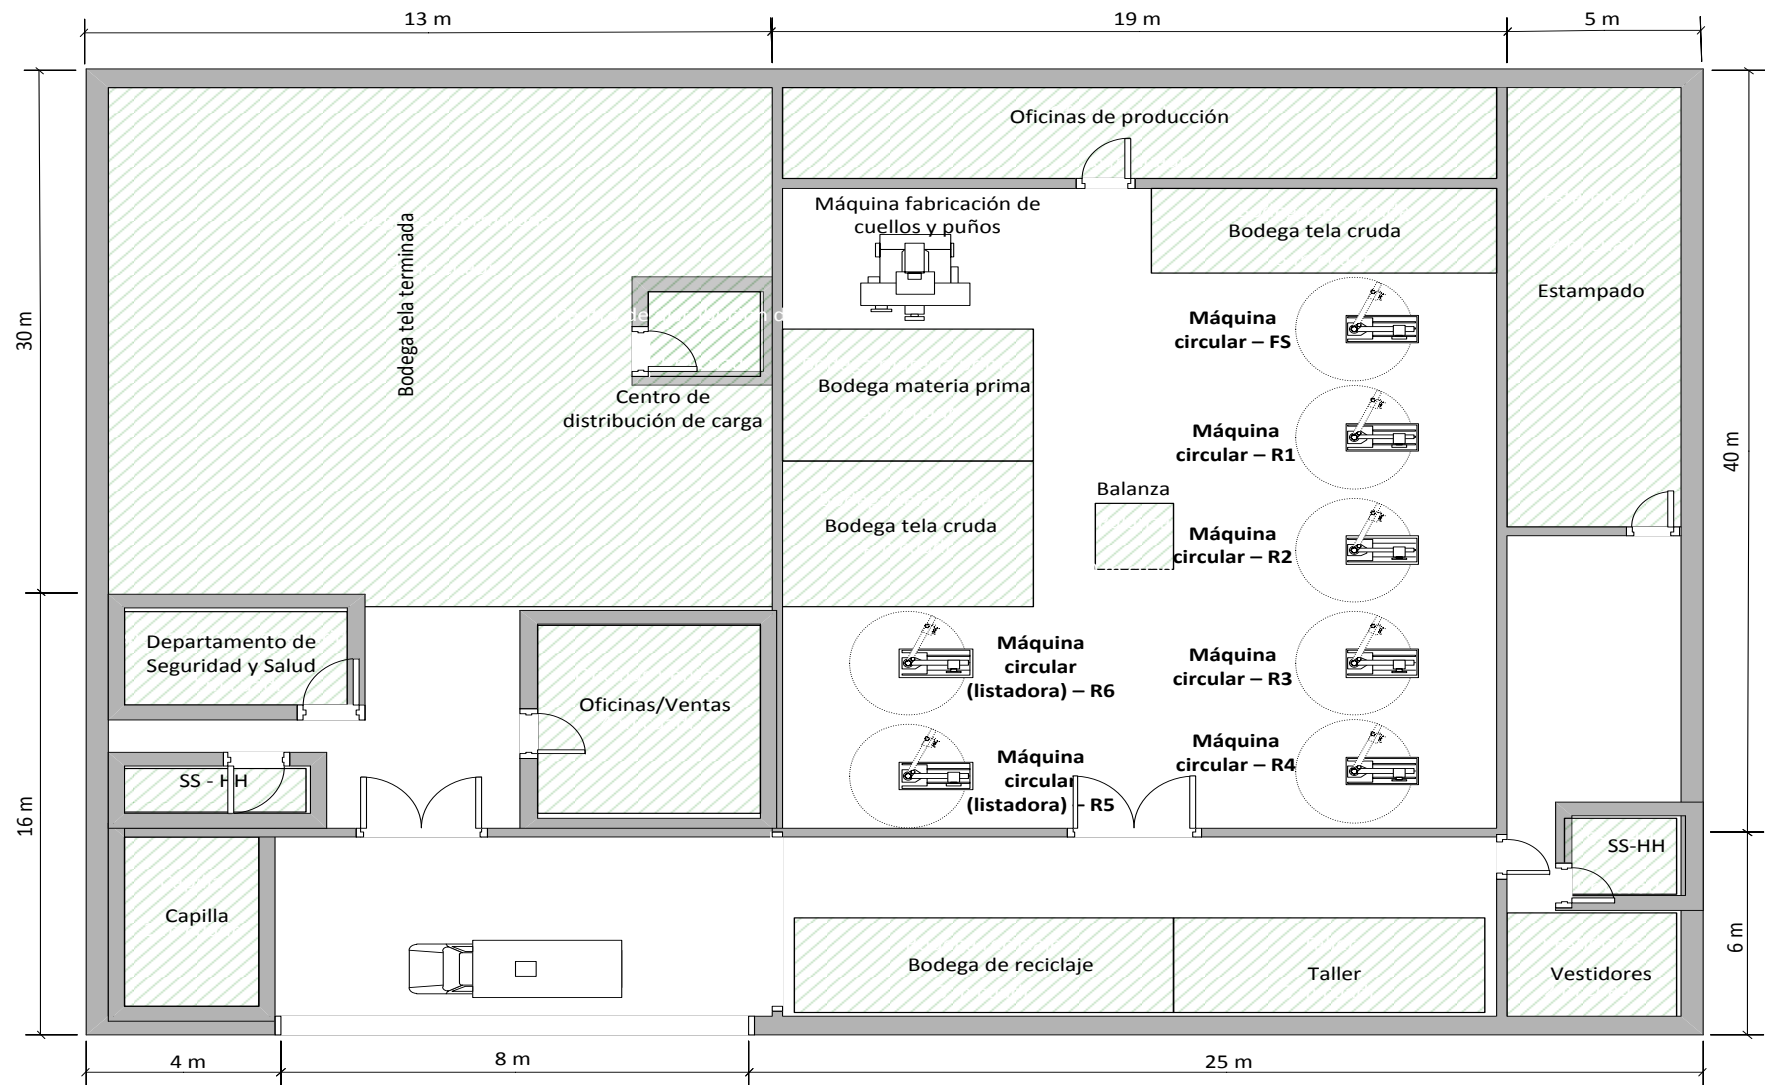 13 m
19 m
5 m
Oficinas de producción
Máquina fabricación de
cuellos y puños
Bodega tela cruda
Bodega tela terminada
Estampado
30 m
40 m
Máquina
circular – FS
Centro de
distribución de carga
Bodega materia prima
Máquina
circular – R1
Balanza
Bodega tela cruda
Máquina
circular – R2
Departamento de
Seguridad y Salud
Oficinas/Ventas
Máquina
circular
(listadora) – R6
Máquina
circular – R3
SS - HH
Máquina
circular
(listadora) – R5
Máquina
circular – R4
16 m
SS-HH
Capilla
Bodega de reciclaje
Taller
Vestidores
6 m
4 m
8 m
25 m